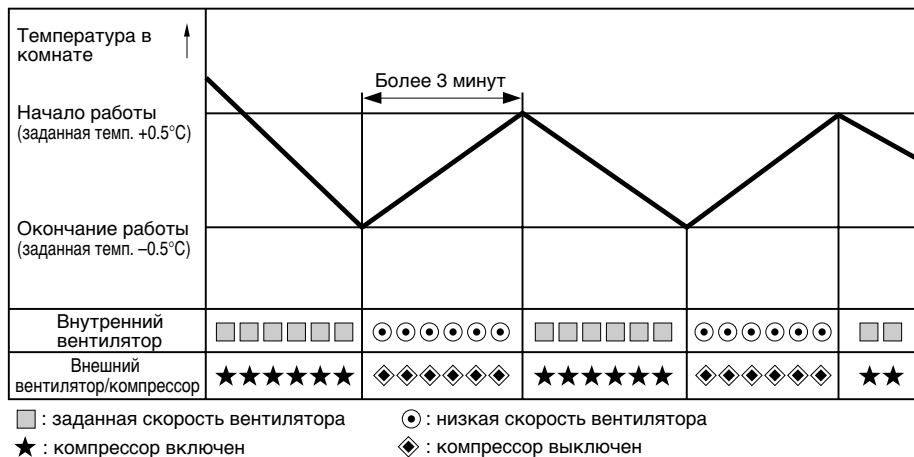 Температура в
комнате
Более 3 минут
Начало работы
(заданная темп. +0.5°C)
Окончание работы
(заданная темп. –0.5°C)
Внутренний
вентилятор
Внешний
вентилятор/компрессор
: заданная скорость вентилятора
: низкая скорость вентилятора
: компрессор включен
: компрессор выключен